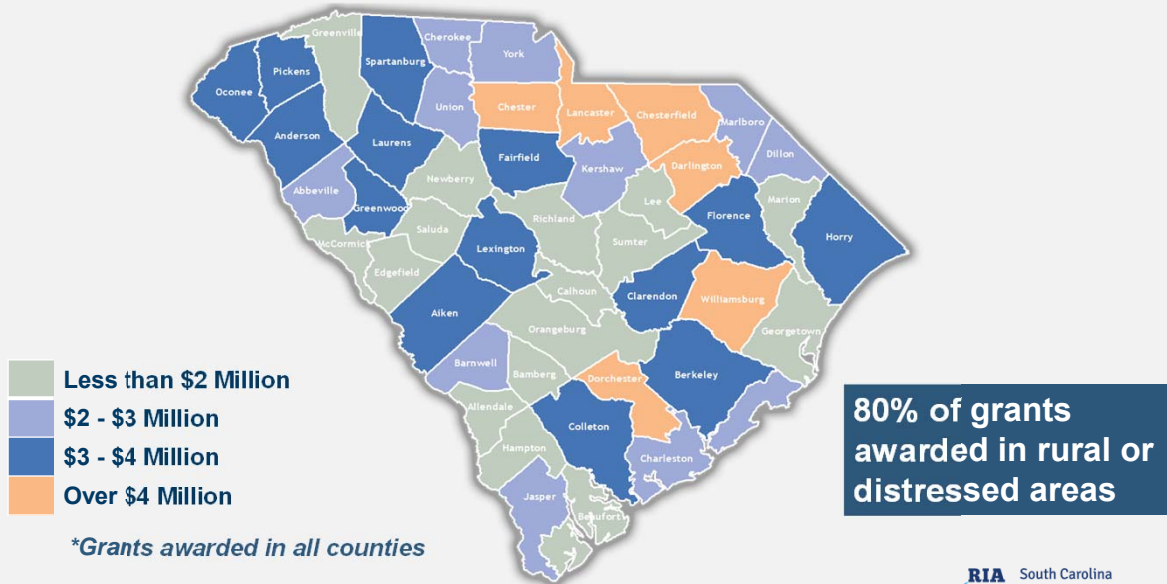 Greenville
Cherokee
York
Spartanburg
Pickens
Oconee
Union
Chester
Lancaster
Chesterfield
Marlboro
Anderson
Laurens
Fairfield
Kershaw
Darlington
Dillon
Abbeville
Newberry
Greenwood
Lee
Richland
Florence
Marion
Saluda
McCormick
Lexington
Sumter
Horry
Edgefield
Calhoun
Clarendon
Williamsburg
Aiken
Orangeburg
Georgetown
Barnwell
Bamberg
Dorchester
Berkeley
Allendale
Colleton
Hampton
Charleston
Jasper
Beaufort
Less than $2 Million
$2 - $3 Million
$3 - $4 Million
Over $4 Million
*Grants awarded in all counties
80% of grants
awarded in rural or
distressed areas
RIA South Carolina